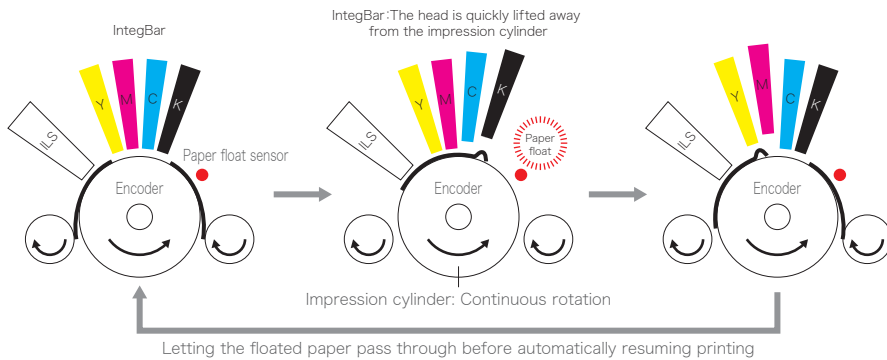 IntegBar
Y
M
C
K
ILS
Paper float sensor
Encoder
IntegBar:The head is quickly lifted away
from the impression cylinder
Y
M
C
K
ILS
Paper
float
Encoder
Y
M
C
K
ILS
Encoder
Impression cylinder: Continuous rotation
Letting the floated paper pass through before automatically resuming printing